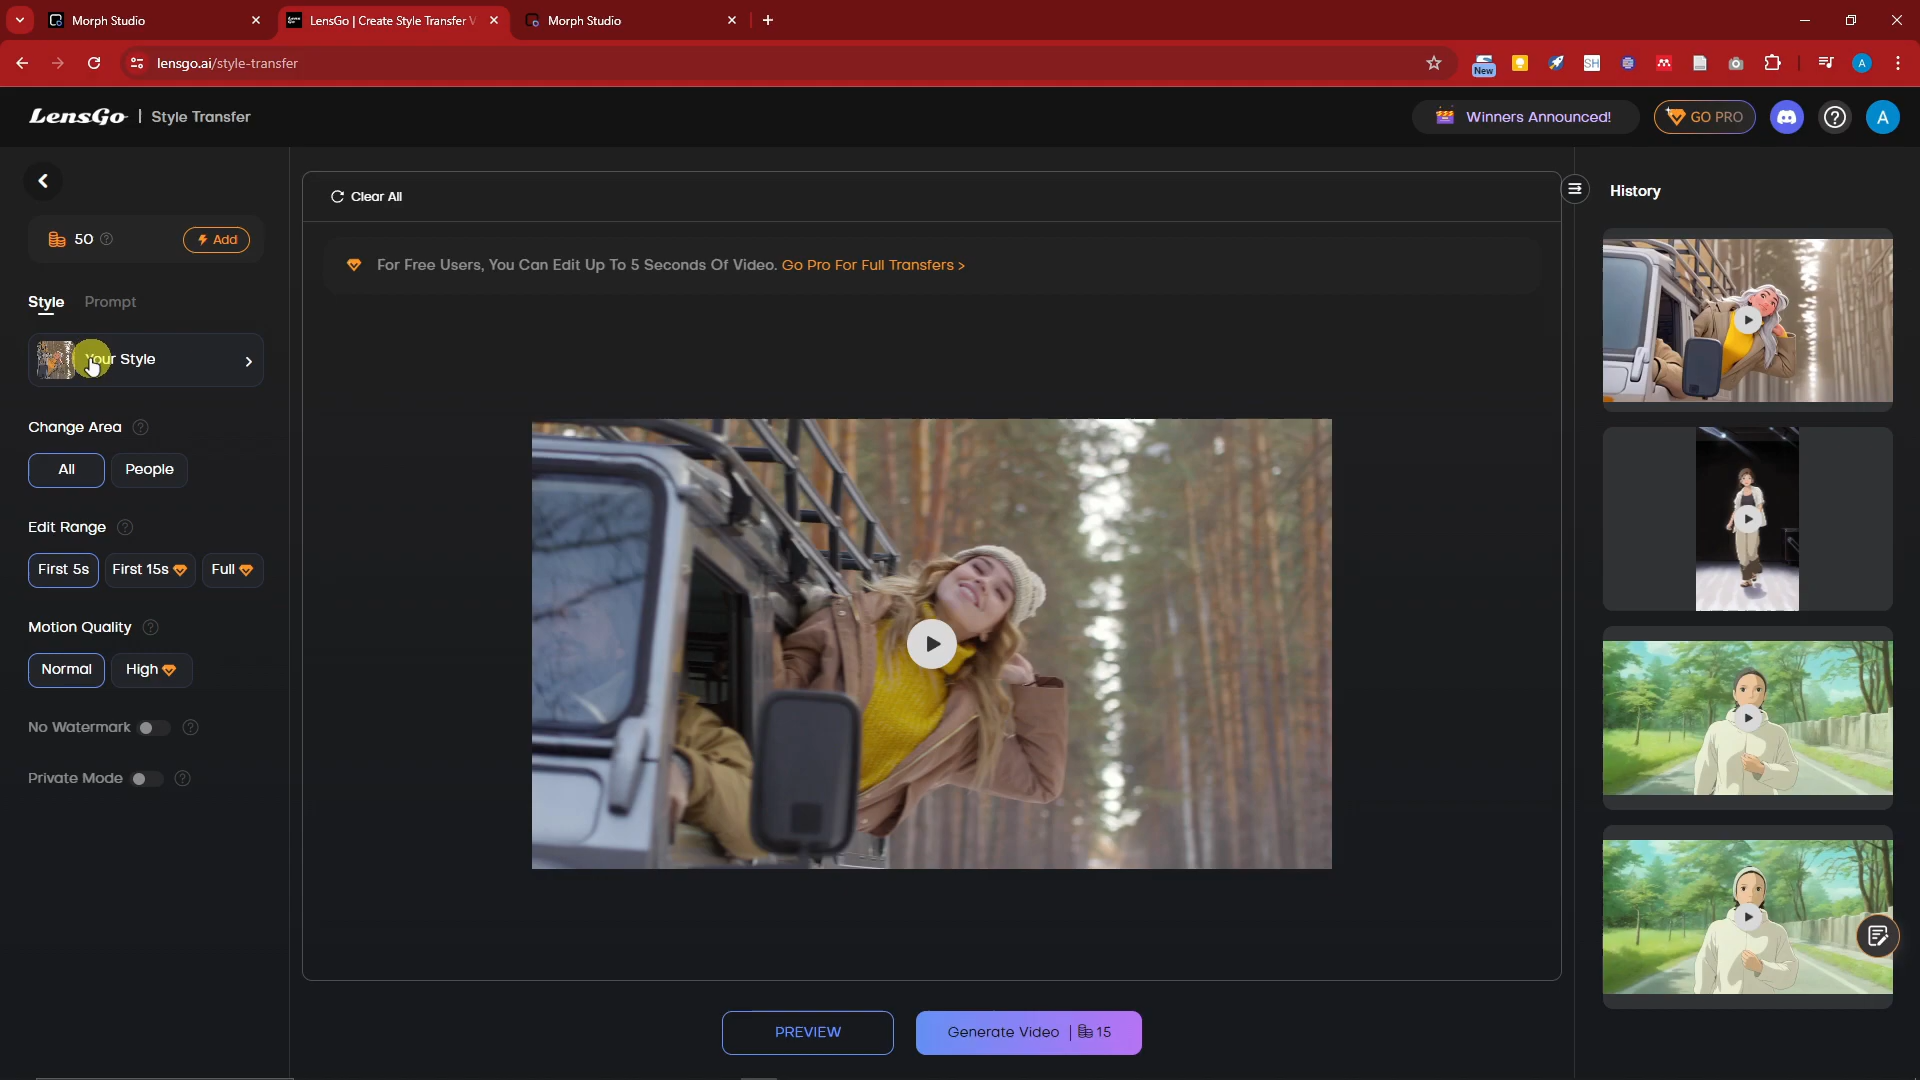 Morph Studio
LensGo | Create Style Transfer V
Morph Studio
lensgo.ai/style-transfer
New
SH
A
LensGo | Style Transfer
Winners Announced!
GO PRO
A
50
Add
Clear All
History
For Free Users, You Can Edit Up To 5 Seconds Of Video. Go Pro For Full Transfers >
Style Prompt
Your Style
Change Area
All People
Edit Range
First 5s First 15s Full
Motion Quality
Normal High
No Watermark
Private Mode
PREVIEW
Generate Video | 15